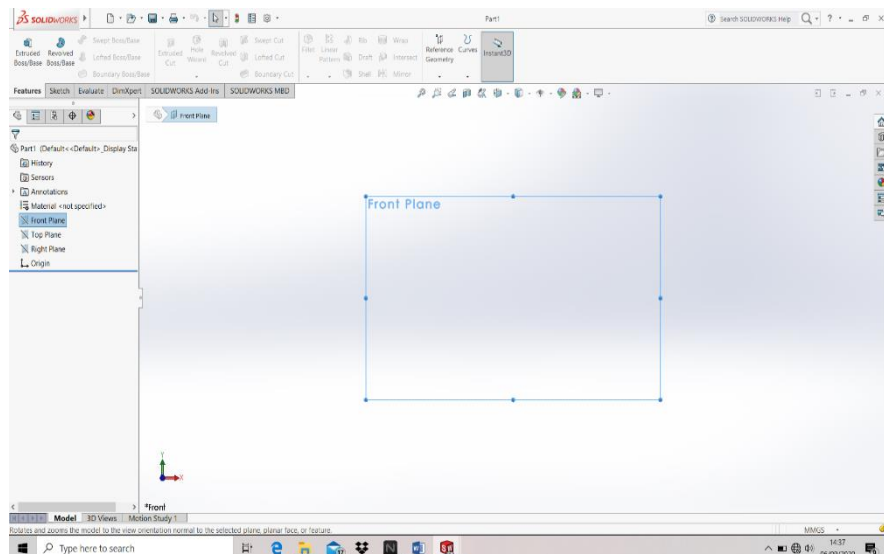 SOLIDWORKS
Part1
Search SOLIDWORKS Help
Extruded Boss/Base
Revolved Boss/Base
Swept Boss/Base
Lofted Boss/Base
Boundary Boss/Base
Extruded Cut
Hole Wizard
Revolved Cut
Swept Cut
Lofted Cut
Boundary Cut
Fillet
Linear Pattern
Rib
Draft
Shell
Wrap
Intersect
Mirror
Reference Geometry
Curves
Instant3D
Features
Sketch
Evaluate
DimXpert
SOLIDWORKS Add-Ins
SOLIDWORKS MBD
Front Plane
Part1 (Default<<Default>_Display Sta
History
Sensors
Annotations
Material <not specified>
Front Plane
Top Plane
Right Plane
Origin
Front Plane
Y
X
*Front
Model
3D Views
Motion Study 1
Rotates and zooms the model to the view orientation normal to the selected plane, planar face, or feature.
MMGS
Type here to search
14:37